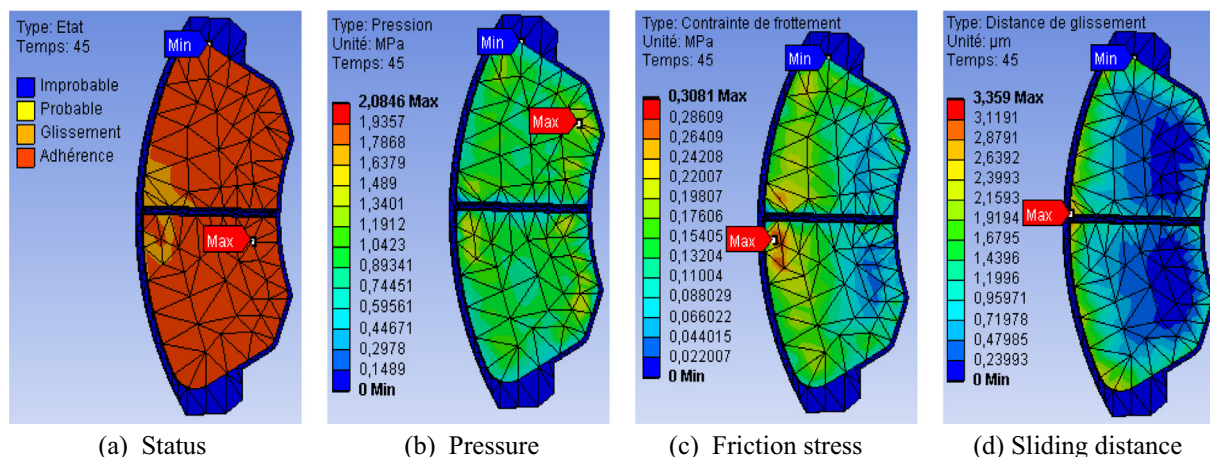 Type: Etat
Temps: 45
Min
Improbable
Probable
Glissement
Adhérence
Max
(a) Status
Type: Pression
Unité: MPa
Temps: 45
Min
Max
2,0846 Max
1,9357
1,7868
1,6379
1,489
1,3401
1,1912
1,0423
0,89341
0,74451
0,59561
0,44671
0,2978
0,1489
0 Min
(b) Pressure
Type: Contrainte de frottement
Unité: MPa
Temps: 45
Min
0,3081 Max
0,28609
0,26409
0,24208
0,22007
0,19807
0,17606
0,15405
0,13204
0,11004
0,088029
0,066022
0,044015
0,022007
0 Min
Max
(c) Friction stress
Type: Distance de glissement
Unité: µm
Temps: 45
Min
3,359 Max
3,1191
2,8791
2,6392
2,3993
2,1593
1,9194
1,6795
1,4396
1,1996
0,95971
0,71978
0,47985
0,23993
0 Min
Max
(d) Sliding distance